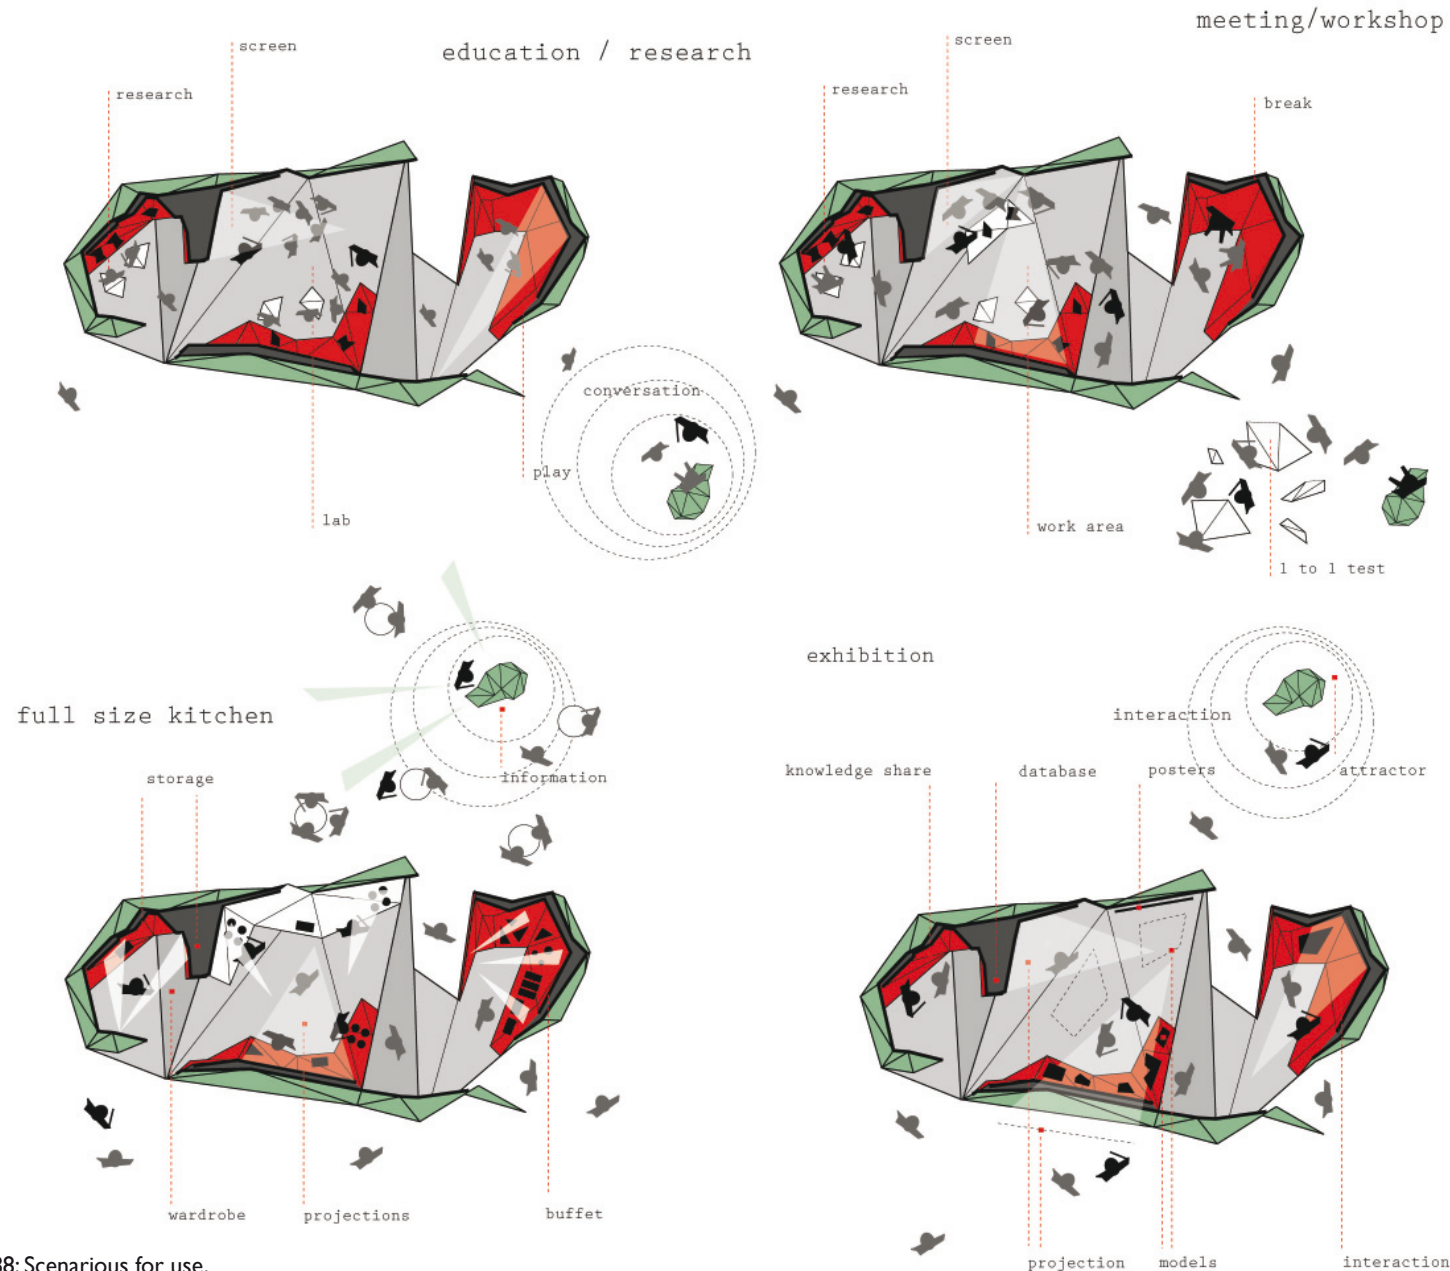 meeting/workshop
screen
education / research
screen
research
research
break
conversation
play
lab
work area
1 to 1 test
exhibition
full size kitchen
interaction
storage
information
knowledge share
database
posters
attractor
wardrobe
projections
buffet
projection
models
interaction
38: Scenarious for use.